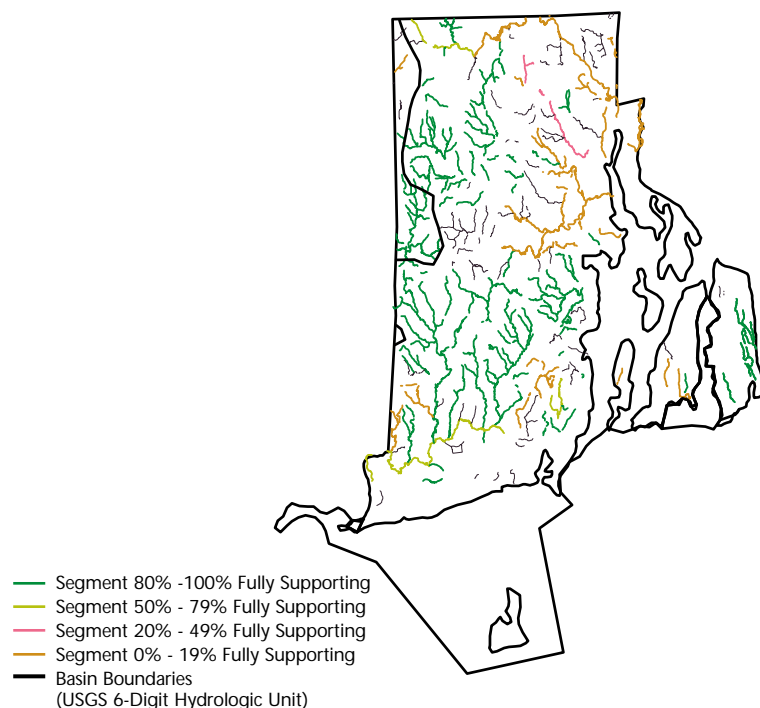 Segment 80% -100% Fully Supporting
Segment 50% - 79% Fully Supporting
Segment 20% - 49% Fully Supporting
Segment 0% - 19% Fully Supporting
Basin Boundaries
(USGS 6-Digit Hydrologic Unit)